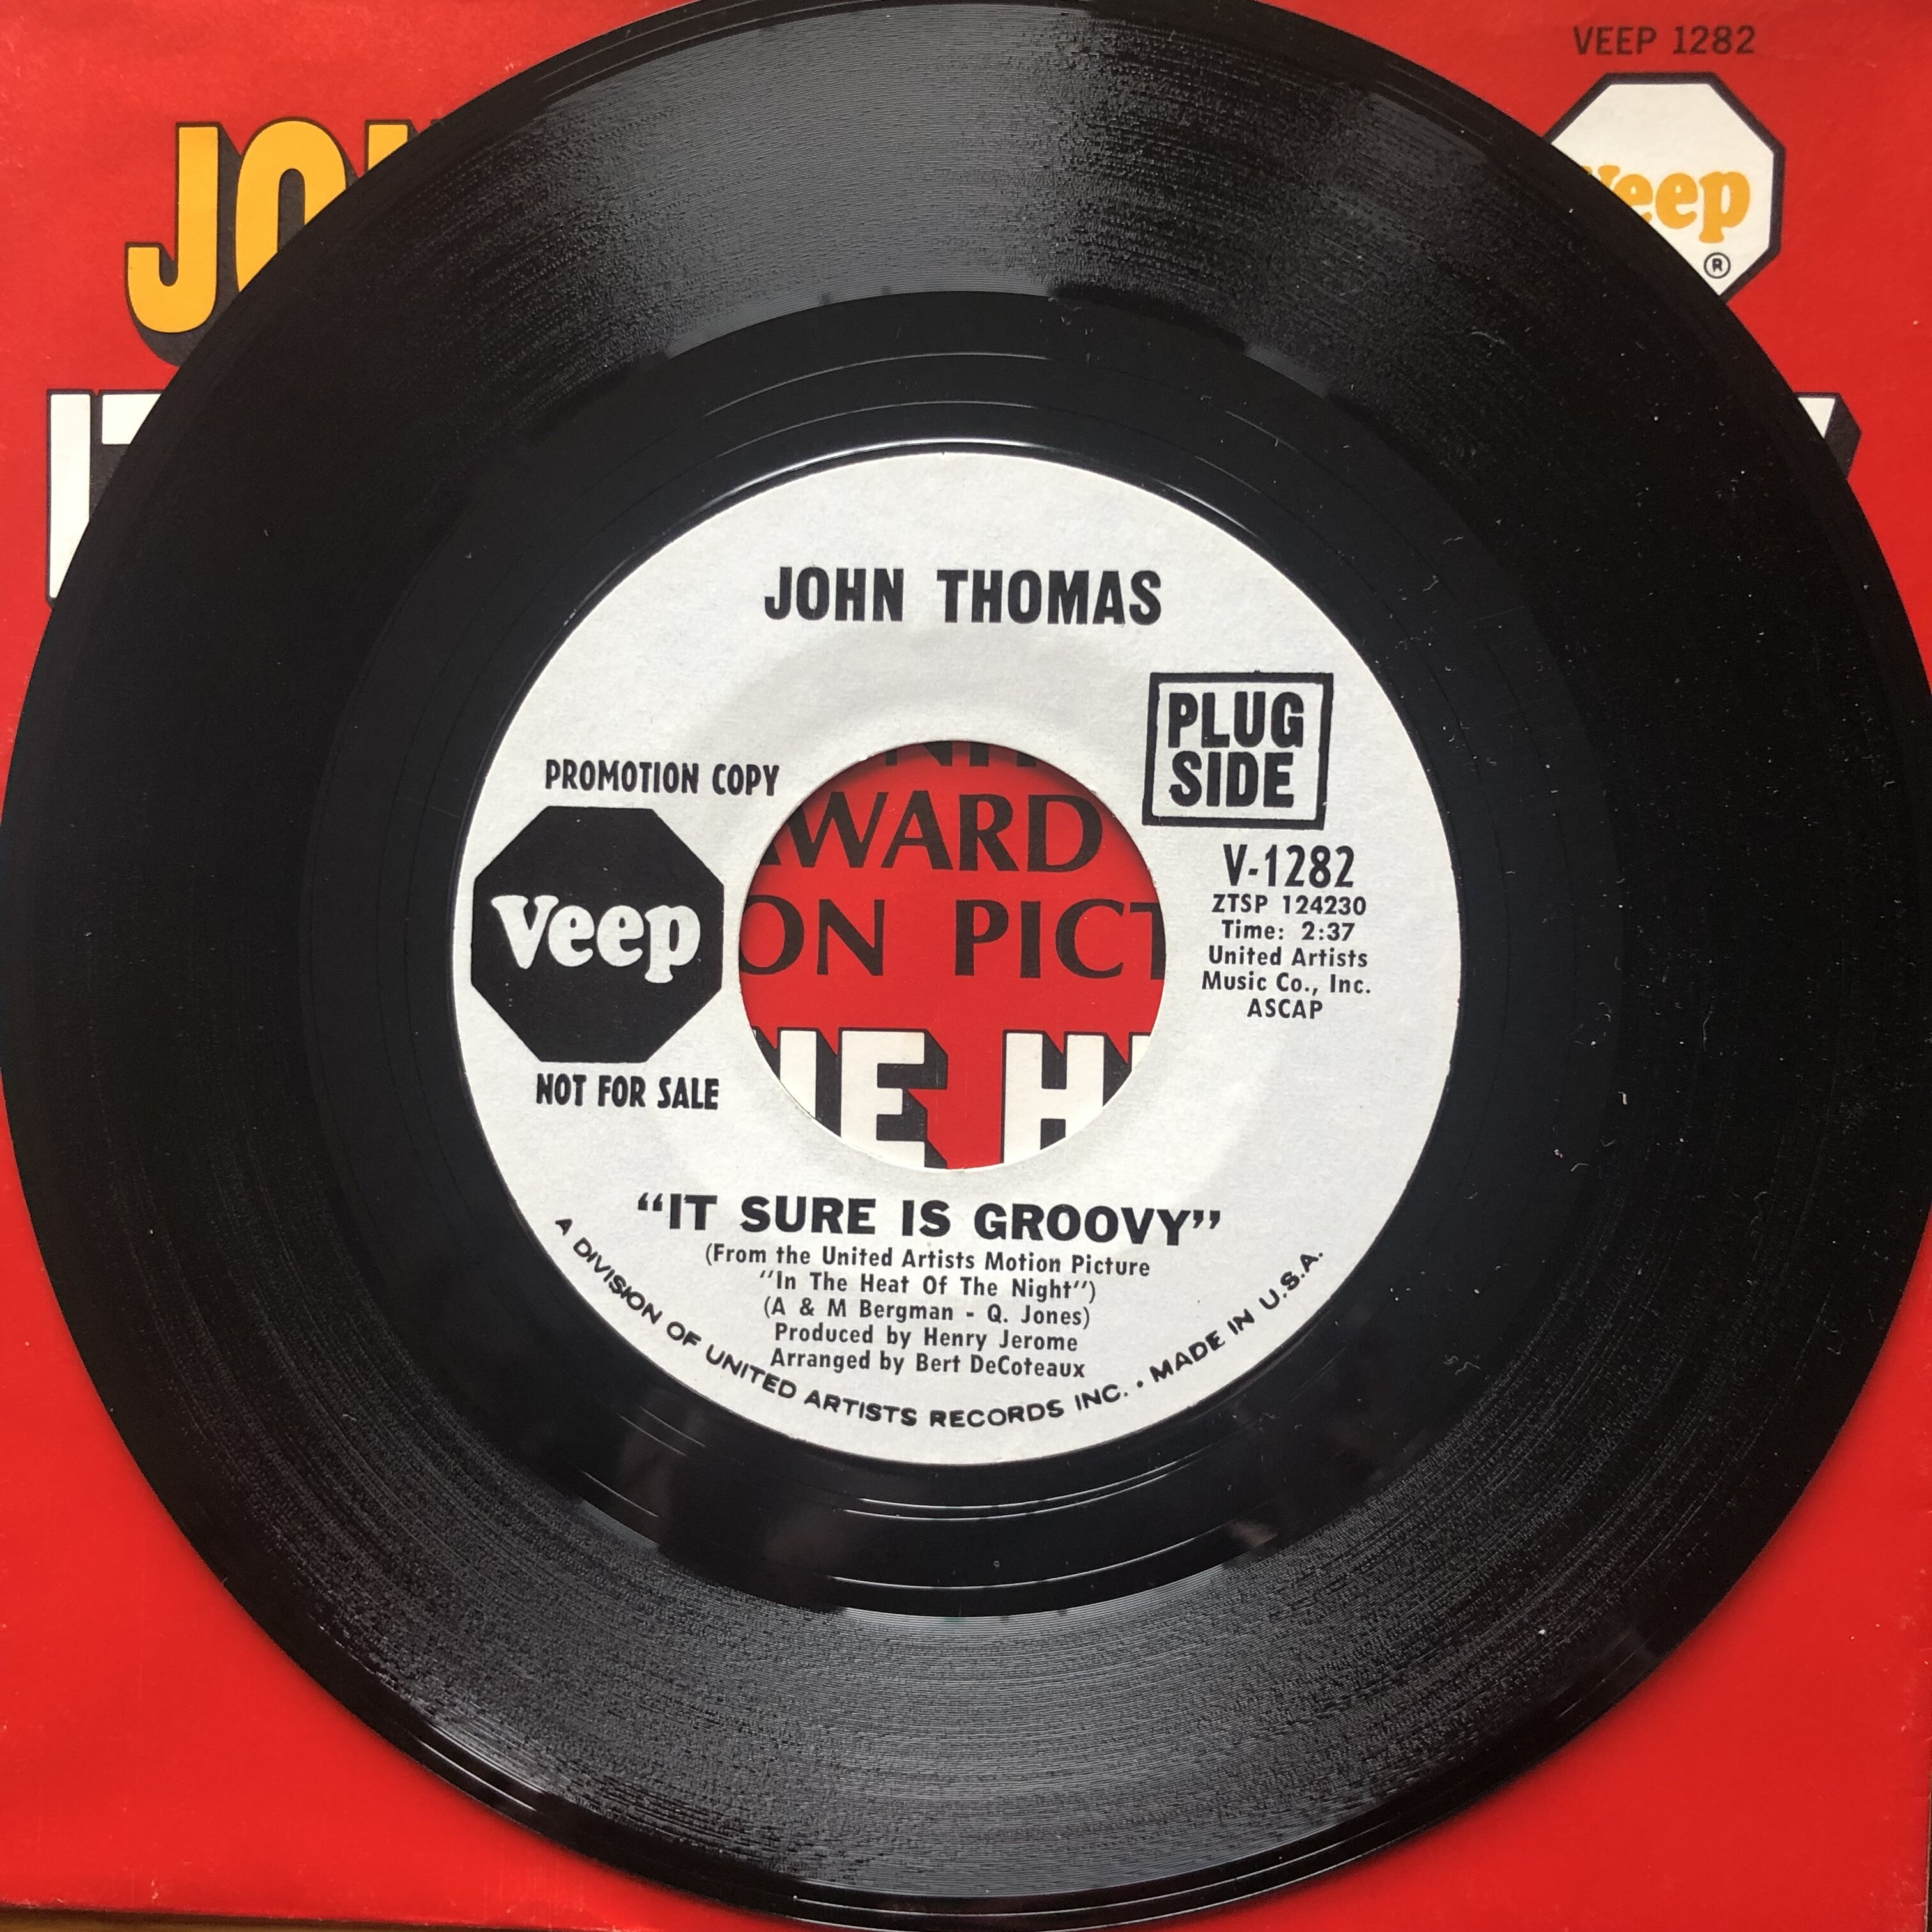 VEEP 1282
Veep
®
JOHN THOMAS
PLUG
SIDE
PROMOTION COPY
Veep
NOT FOR SALE
V-1282
ZTSP 124230
Time: 2:37
United Artists
Music Co., Inc.
ASCAP
AWARD
ON PICT
HE H
"IT SURE IS GROOVY"
(From the United Artists Motion Picture
"In The Heat Of The Night")
(A & M Bergman - Q. Jones)
Produced by Henry Jerome
Arranged by Bert DeCoteaux
A DIVISION OF UNITED ARTISTS RECORDS INC. • MADE IN U.S.A.